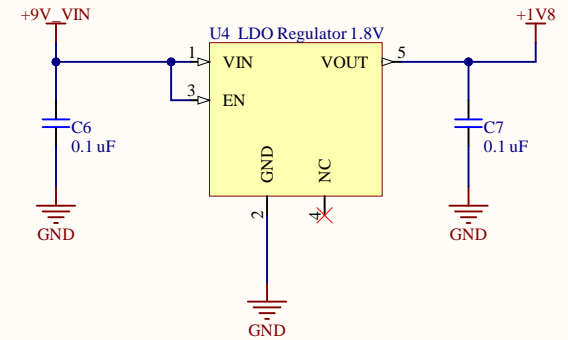 +9V_VIN
+1V8
U4 LDO Regulator 1.8V
1
VIN
VOUT
5
3
EN
C6
0.1 uF
C7
0.1 uF
GND
NC
2
4
GND
GND
GND